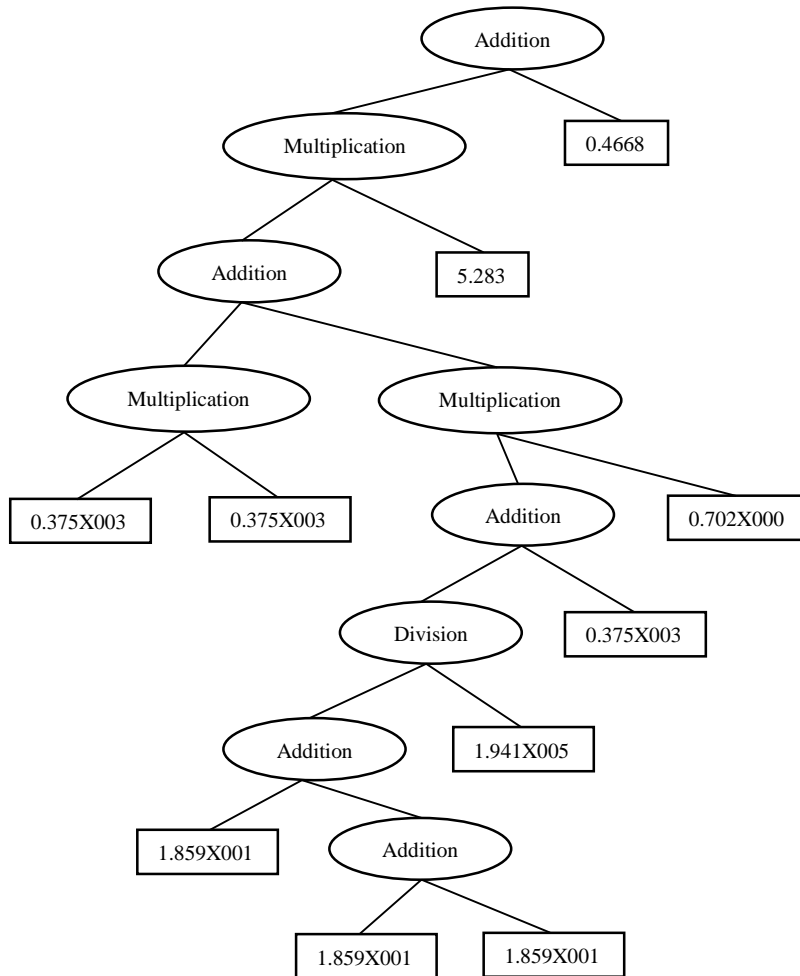 Addition
Multiplication
0.4668
Addition
5.283
Multiplication
Multiplication
0.375X003
0.375X003
Addition
0.702X000
Division
0.375X003
Addition
1.941X005
1.859X001
Addition
1.859X001
1.859X001